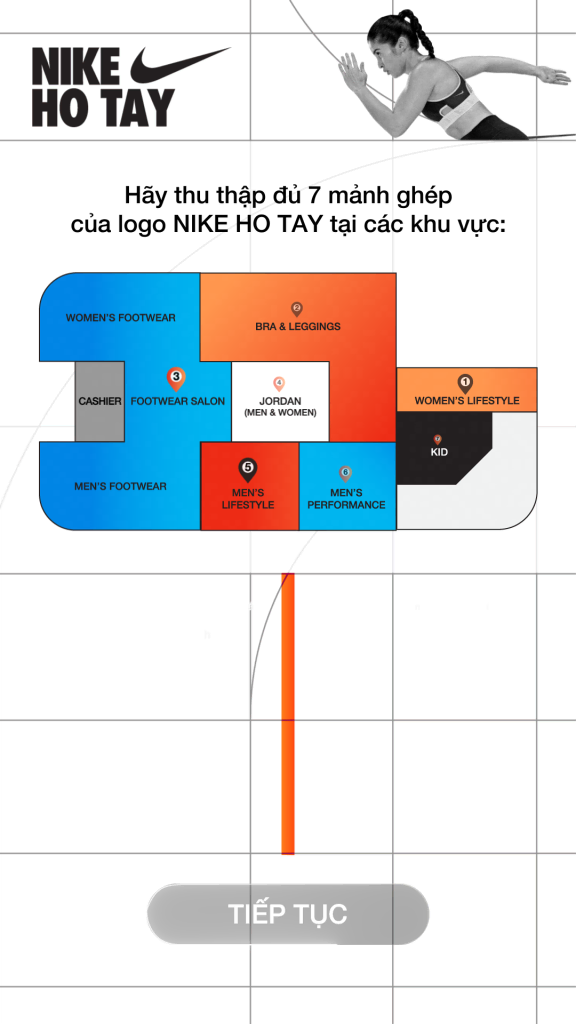 NIKE
HO TAY
Hãy thu thập đủ 7 mảnh ghép
của logo NIKE HO TAY tại các khu vực:
WOMEN'S FOOTWEAR
2
BRA & LEGGINGS
3
CASHIER
FOOTWEAR SALON
4
JORDAN
(MEN & WOMEN)
1
WOMEN'S LIFESTYLE
KID
MEN'S FOOTWEAR
5
MEN'S
LIFESTYLE
6
MEN'S
PERFORMANCE
TIẾP TỤC